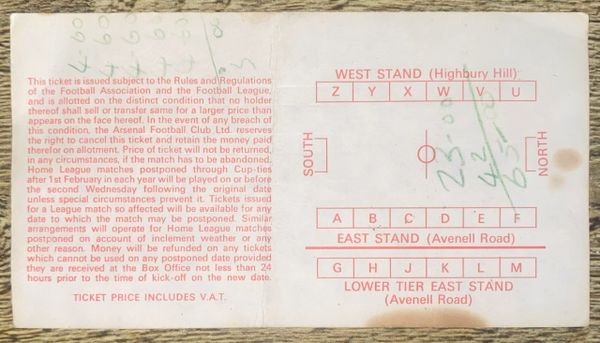 This ticket is issued subject to the Rules and Regulations
of the Football Association and the Football League,
and is allotted on the distinct condition that no holder
thereof shall sell or transfer same for a larger price than
appears on the face hereof. In the event of any breach of
this condition, the Arsenal Football Club Ltd. reserves
the right to cancel this ticket and retain the money paid
therefor on allotment. Price of ticket will not be returned,
in any circumstances, if the match has to be abandoned.
Home League matches postponed through Cup-ties
after 1st February in each year will be played on or before
the second Wednesday following the original date
unless special circumstances prevent it. Tickets issued
for a League match so affected will be available for any
date to which the match may be postponed. Similar
arrangements will operate for Home League matches
postponed on account of inclement weather or any
other reason. Money will be refunded on any tickets
which cannot be used on any postponed date provided
they are received at the Box Office not less than 24
hours prior to the time of kick-off on the new date.
TICKET PRICE INCLUDES V.A.T.
4-60
4-60
WEST STAND (Highbury Hill)
Z Y X W V U
SOUTH
NORTH
23-00
42-00
65-00
A B C D E F
EAST STAND (Avenell Road)
G H J K L M
LOWER TIER EAST STAND
(Avenell Road)